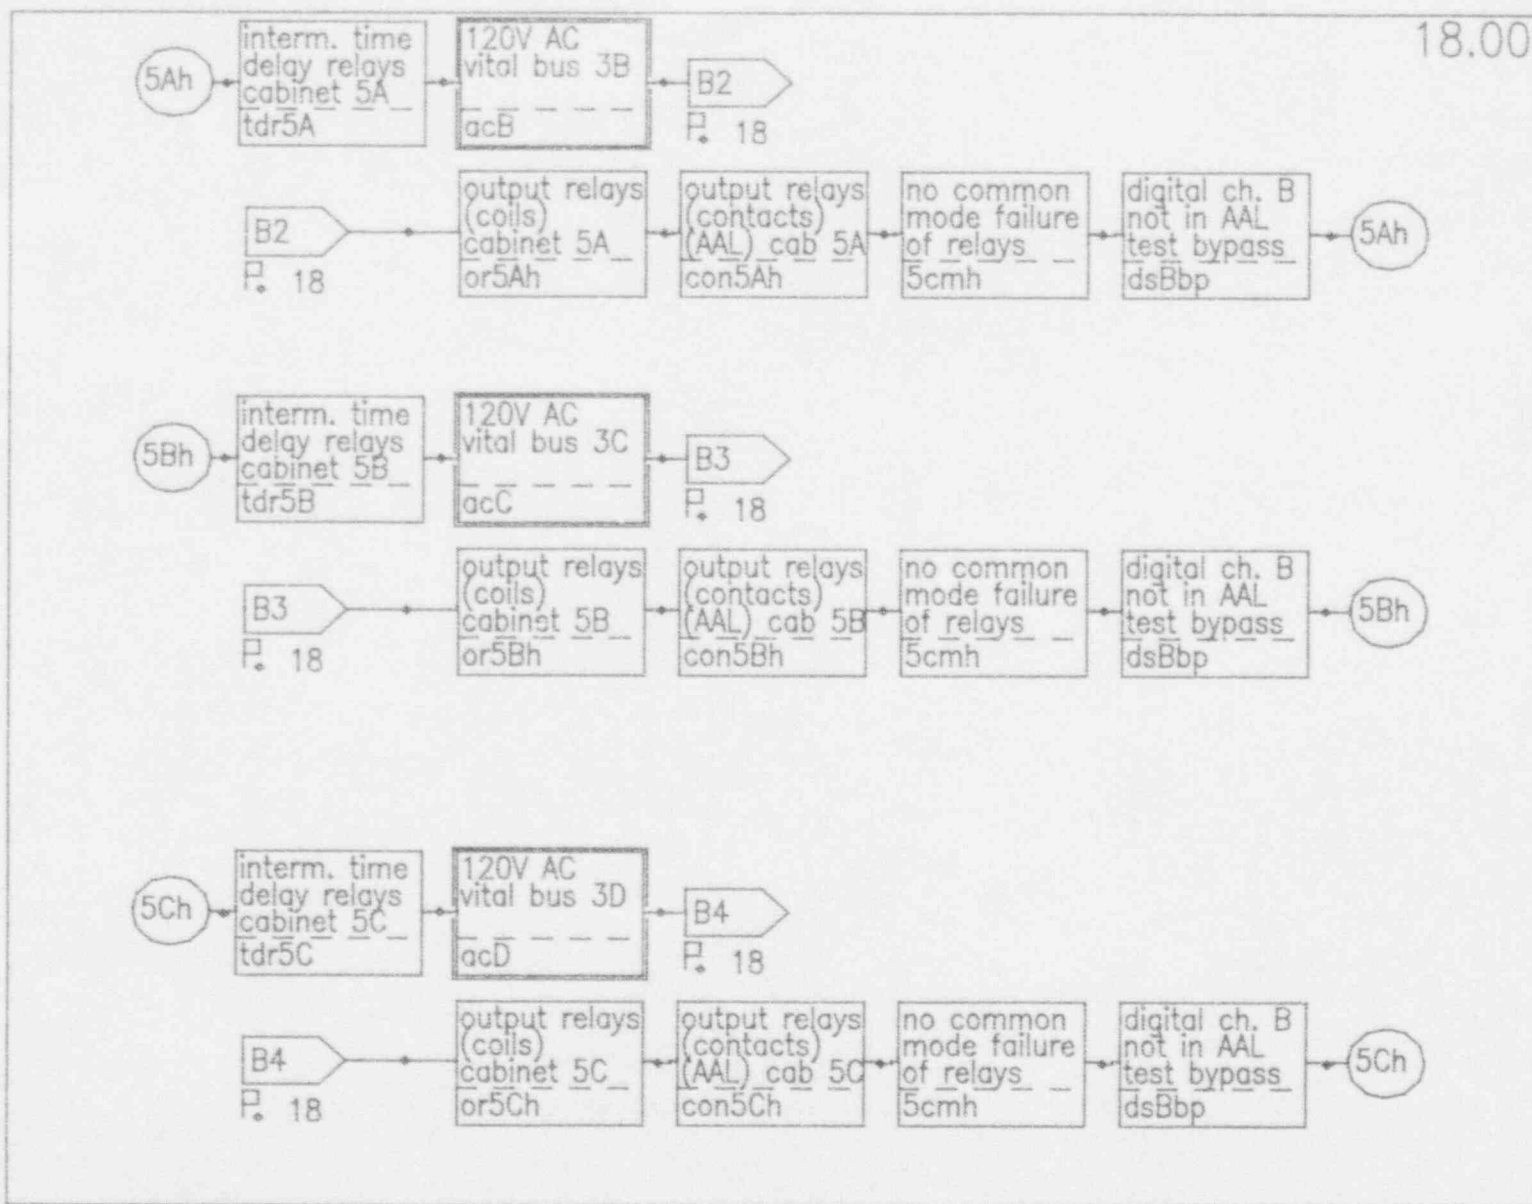 18.00
5Ah
interm. time
delay relays
cabinet 5A
tdr5A
120V AC
vital bus 3B
acB
B2
P. 18
B2
P. 18
output relays
(coils)
cabinet 5A
or5Ah
output relays
(contacts)
(AAL) cab 5A
con5Ah
no common
mode failure
of relays
5cmh
digital ch. B
not in AAL
test bypass
dsBbp
5Ah
5Bh
interm. time
delay relays
cabinet 5B
tdr5B
120V AC
vital bus 3C
acC
B3
P. 18
B3
P. 18
output relays
(coils)
cabinet 5B
or5Bh
output relays
(contacts)
(AAL) cab 5B
con5Bh
no common
mode failure
of relays
5cmh
digital ch. B
not in AAL
test bypass
dsBbp
5Bh
5Ch
interm. time
delay relays
cabinet 5C
tdr5C
120V AC
vital bus 3D
acD
B4
P. 18
B4
P. 18
output relays
(coils)
cabinet 5C
or5Ch
output relays
(contacts)
(AAL) cab 5C
con5Ch
no common
mode failure
of relays
5cmh
digital ch. B
not in AAL
test bypass
dsBbp
5Ch